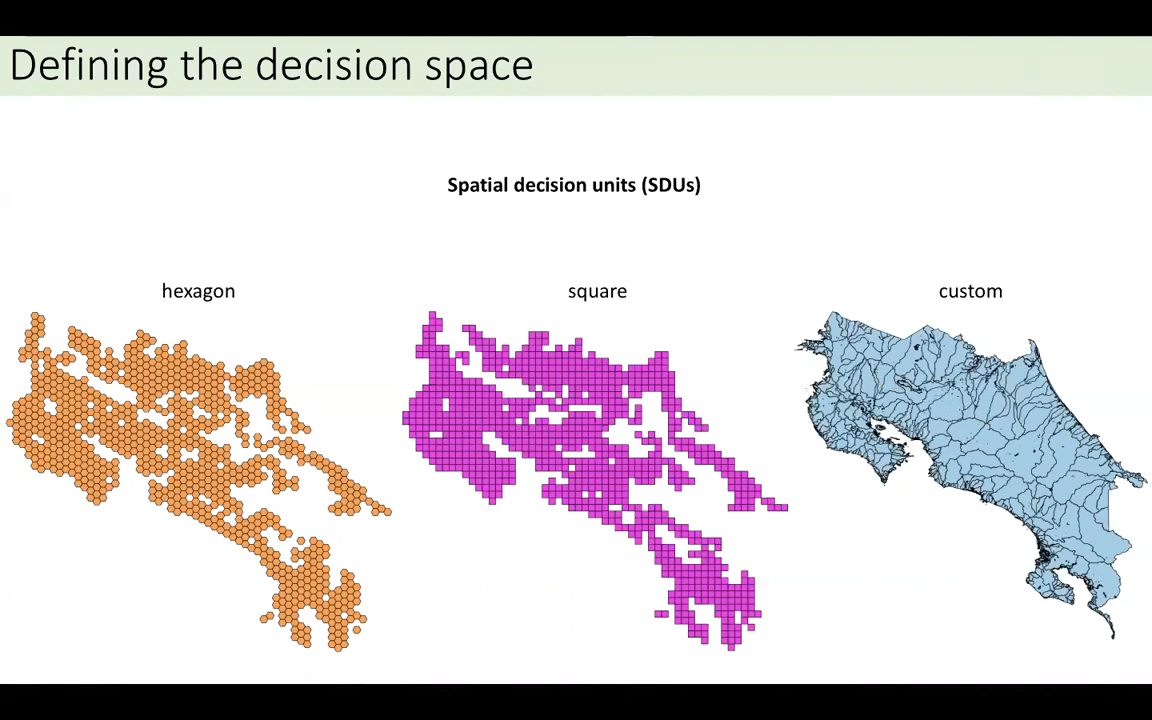 Defining the decision space
Spatial decision units (SDUs)
hexagon
square
custom